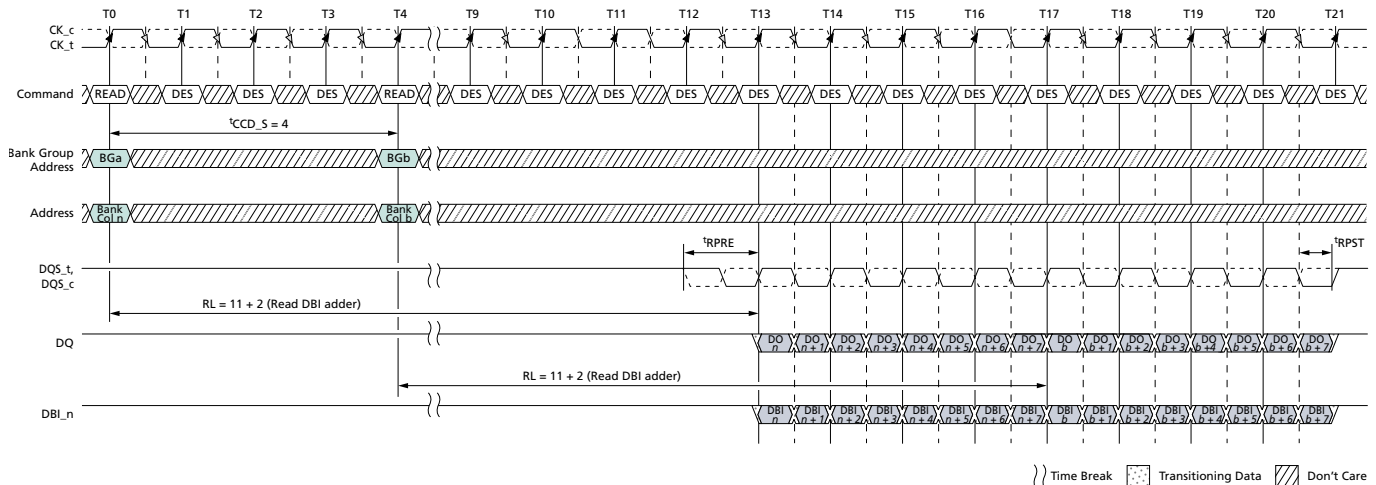 T0 T1 T2 T3 T4 T9 T10 T11 T12 T13 T14 T15 T16 T17 T18 T19 T20 T21
CK_c
CK_t
Command READ DES DES DES READ DES DES DES DES DES DES DES DES DES DES DES DES DES
tCCD_S = 4
Bank Group
Address
BGa BGb
Address
Bank
Col n
Bank
Col b
tRPRE tRPST
DQS_t,
DQS_c
RL = 11 + 2 (Read DBI adder)
DQ
DO
n
DO
n + 1
DO
n + 2
DO
n + 3
DO
n + 4
DO
n + 5
DO
n + 6
DO
n + 7
DO
b
DO
b + 1
DO
b + 2
DO
b + 3
DO
b +4
DO
b + 5
DO
b + 6
DO
b + 7
RL = 11 + 2 (Read DBI adder)
DBI_n
DBI
n
DBI
n + 1
DBI
n + 2
DBI
n + 3
DBI
n + 4
DBI
n + 5
DBI
n + 6
DBI
n + 7
DBI
b
DBI
b + 1
DBI
b + 2
DBI
b + 3
DBI
b + 4
DBI
b + 5
DBI
b + 6
DBI
b + 7
Time Break Transitioning Data Don't Care